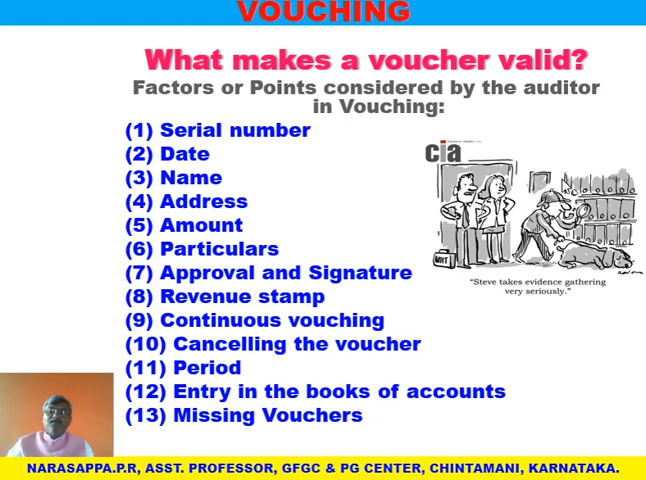 VOUCHING
What makes a voucher valid?
Factors or Points considered by the auditor
in Vouching:
(1) Serial number
(2) Date
(3) Name
(4) Address
(5) Amount
(6) Particulars
(7) Approval and Signature
(8) Revenue stamp
(9) Continuous vouching
(10) Cancelling the voucher
(11) Period
(12) Entry in the books of accounts
(13) Missing Vouchers
cia
"Steve takes evidence gathering
very seriously."
NARASAPPA.P.R, ASST. PROFESSOR, GFGC & PG CENTER, CHINTAMANI, KARNATAKA.